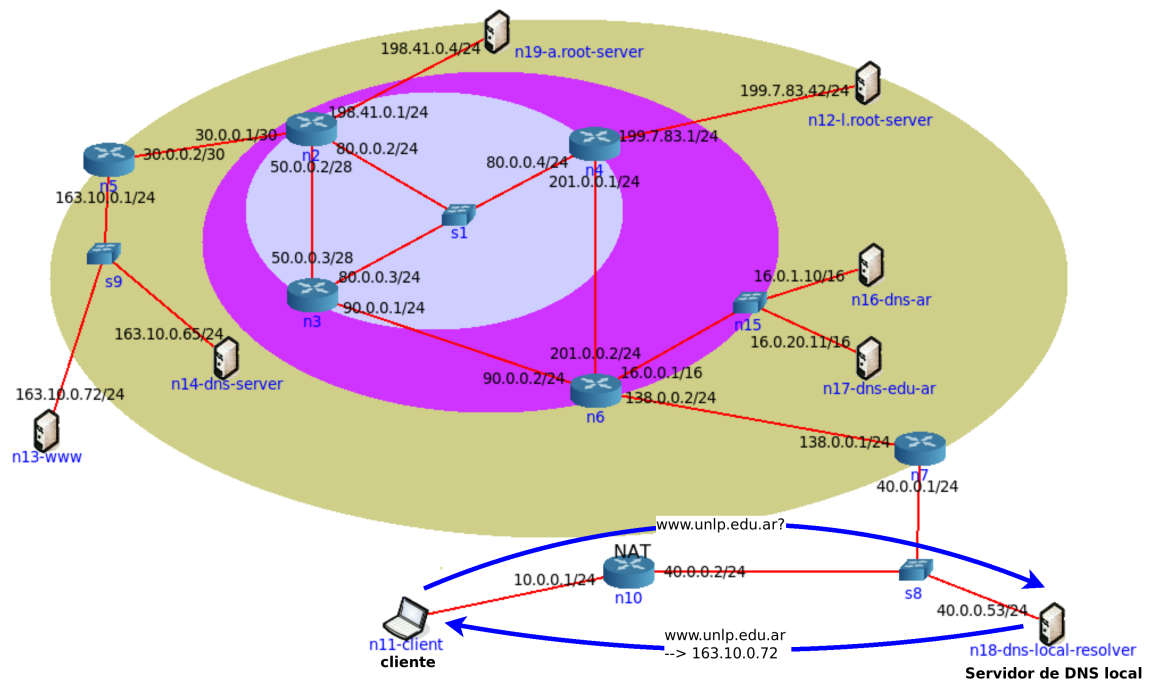 198.41.0.4/24
n19-a.root-server
199.7.83.42/24
n12-l.root-server
198.41.0.1/24
30.0.0.1/30
n2
80.0.0.2/24
199.7.83.1/24
30.0.0.2/30
50.0.0.2/28
80.0.0.4/24
n4
201.0.0.1/24
n5
163.10.0.1/24
s1
s9
50.0.0.3/28
80.0.0.3/24
90.0.0.1/24
n3
16.0.1.10/16
n16-dns-ar
n15
163.10.0.65/24
n14-dns-server
16.0.20.11/16
n17-dns-edu-ar
201.0.0.2/24
90.0.0.2/24
16.0.0.1/16
138.0.0.2/24
n6
163.10.0.72/24
n13-www
138.0.0.1/24
n7
40.0.0.1/24
www.unlp.edu.ar?
NAT
10.0.0.1/24
40.0.0.2/24
n10
s8
40.0.0.53/24
n11-client
cliente
www.unlp.edu.ar
--> 163.10.0.72
n18-dns-local-resolver
Servidor de DNS local